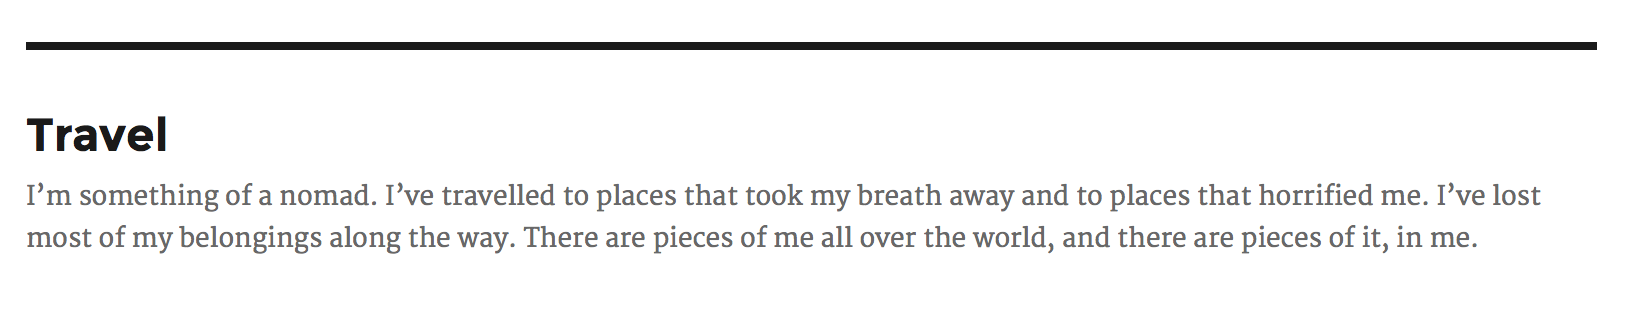 Travel
I’m something of a nomad. I’ve travelled to places that took my breath away and to places that horrified me. I’ve lost
most of my belongings along the way. There are pieces of me all over the world, and there are pieces of it, in me.